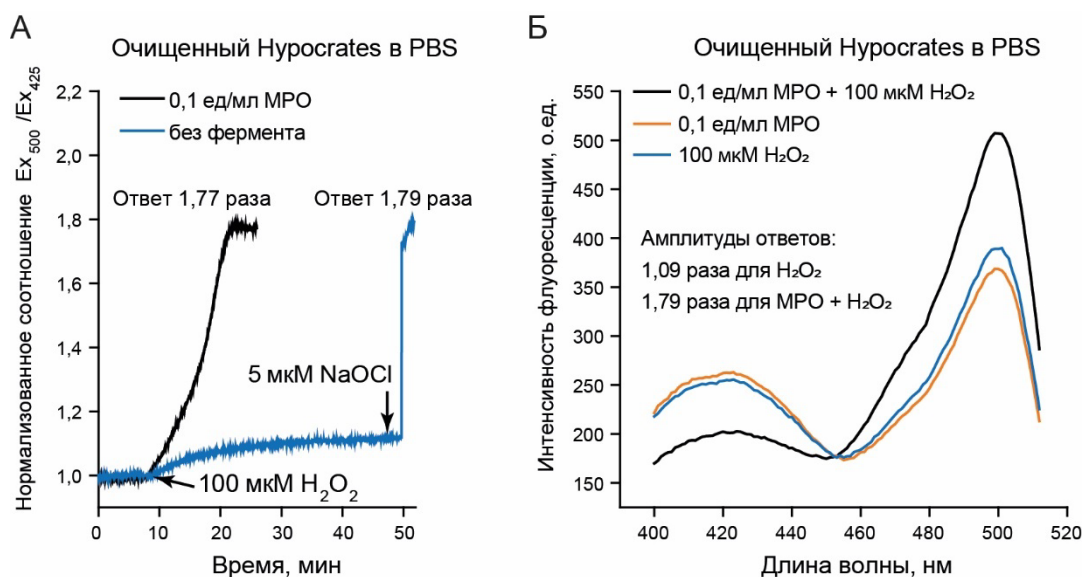 А
Очищенный Hypocrates в PBS
Нормализованное соотношение Ex500 /Ex425
2,2
2,0
1,8
1,6
1,4
1,2
1,0
0,1 ед/мл MPO
без фермента
Ответ 1,77 раза
Ответ 1,79 раза
5 мкМ NaOCl
100 мкМ H₂O₂
0
10
20
30
40
50
Время, мин
Б
Очищенный Hypocrates в PBS
0,1 ед/мл MPO + 100 мкМ H₂O₂
0,1 ед/мл MPO
100 мкМ H₂O₂
Амплитуды ответов:
1,09 раза для H₂O₂
1,79 раза для MPO + H₂O₂
Интенсивность флуоресценции, о.ед.
550
500
450
400
350
300
250
200
150
400
420
440
460
480
500
520
Длина волны, нм